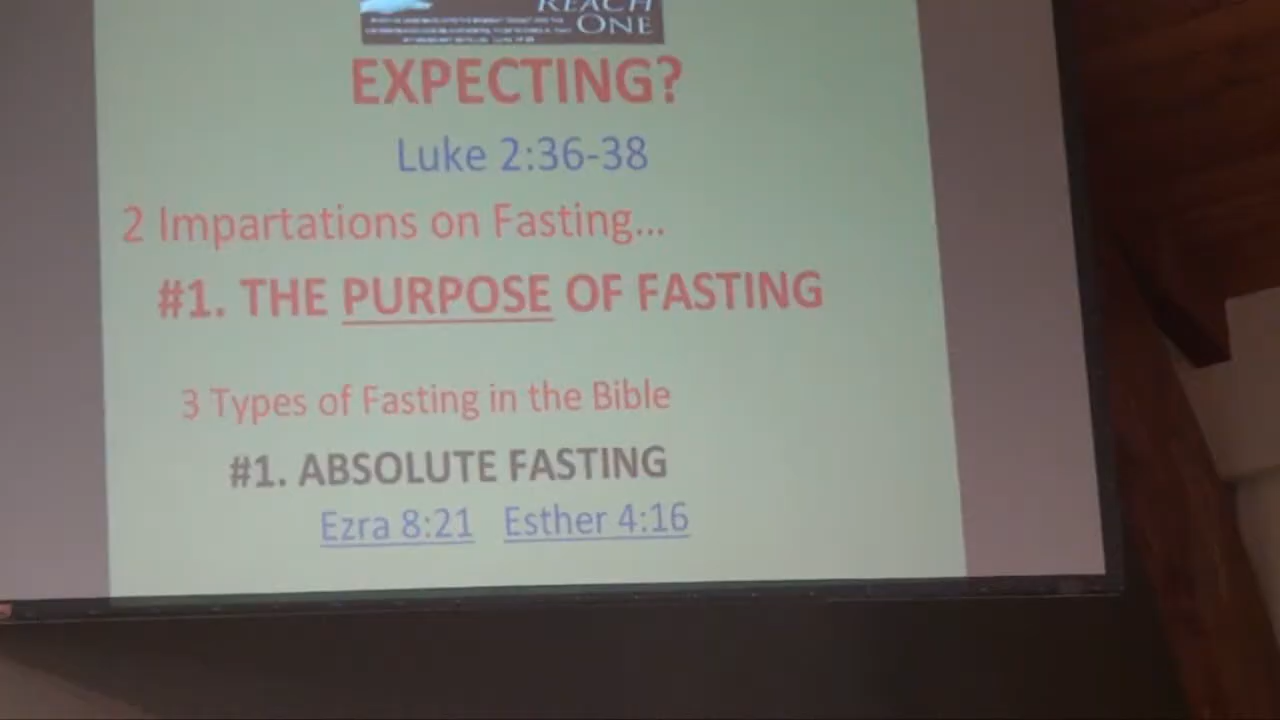 REACH
ONE
EXPECTING?
Luke 2:36-38
2 Impartations on Fasting...
#1. THE PURPOSE OF FASTING
3 Types of Fasting in the Bible
#1. ABSOLUTE FASTING
Ezra 8:21 Esther 4:16